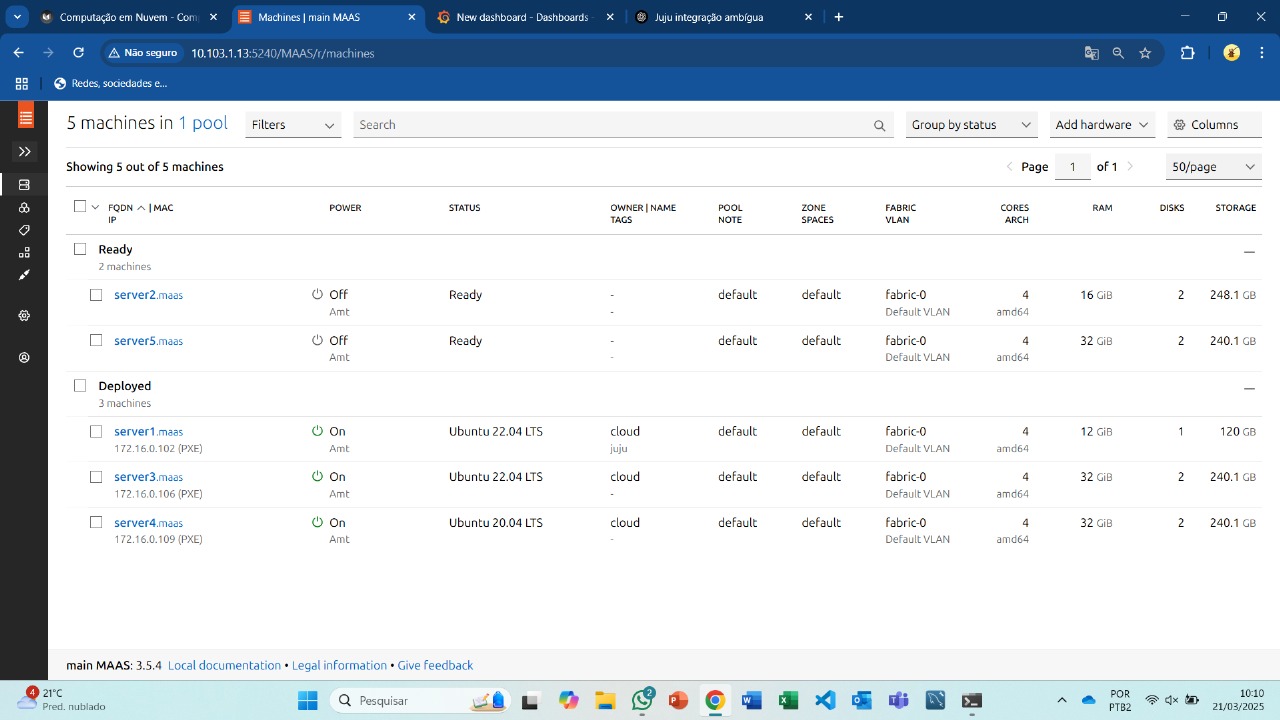 Computação em Nuvem - Com
Machines | main MAAS
New dashboard - Dashboards -
Juju integração ambígua
Não seguro
10.103.1.13:5240/MAAS/r/machines
Redes, sociedades e...
5 machines in 1 pool
Filters
Search
Group by status
Add hardware
Columns
Showing 5 out of 5 machines
Page 1 of 1
50/page
FQDN | MAC
IP
POWER
STATUS
OWNER | NAME
TAGS
POOL
NOTE
ZONE
SPACES
FABRIC
VLAN
CORES
ARCH
RAM
DISKS
STORAGE
Ready
2 machines
server2.maas Off Ready - default default fabric-0 4 16 GiB 2 248.1 GB
Amt - Default VLAN amd64
server5.maas Off Ready - default default fabric-0 4 32 GiB 2 240.1 GB
Amt - Default VLAN amd64
Deployed
3 machines
server1.maas On Ubuntu 22.04 LTS cloud default default fabric-0 4 12 GiB 1 120 GB
172.16.0.102 (PXE) Amt juju Default VLAN amd64
server3.maas On Ubuntu 22.04 LTS cloud default default fabric-0 4 32 GiB 2 240.1 GB
172.16.0.106 (PXE) Amt - Default VLAN amd64
server4.maas On Ubuntu 20.04 LTS cloud default default fabric-0 4 32 GiB 2 240.1 GB
172.16.0.109 (PXE) Amt - Default VLAN amd64
main MAAS: 3.5.4 Local documentation • Legal information • Give feedback
4
21°C
Pred. nublado
Pesquisar
2
POR
PTB2
10:10
21/03/2025